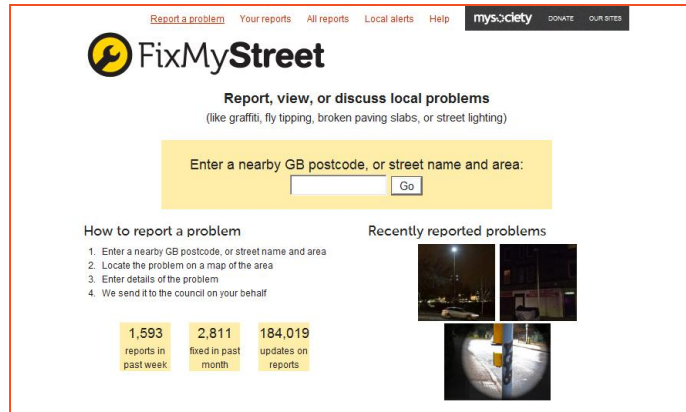 Report a problem Your reports All reports Local alerts Help mysociety DONATE OUR SITES
FixMyStreet
Report, view, or discuss local problems
(like graffiti, fly tipping, broken paving slabs, or street lighting)
Enter a nearby GB postcode, or street name and area:
Go
How to report a problem
1. Enter a nearby GB postcode, or street name and area
2. Locate the problem on a map of the area
3. Enter details of the problem
4. We send it to the council on your behalf
1,593
reports in
past week
2,811
fixed in past
month
184,019
updates on
reports
Recently reported problems